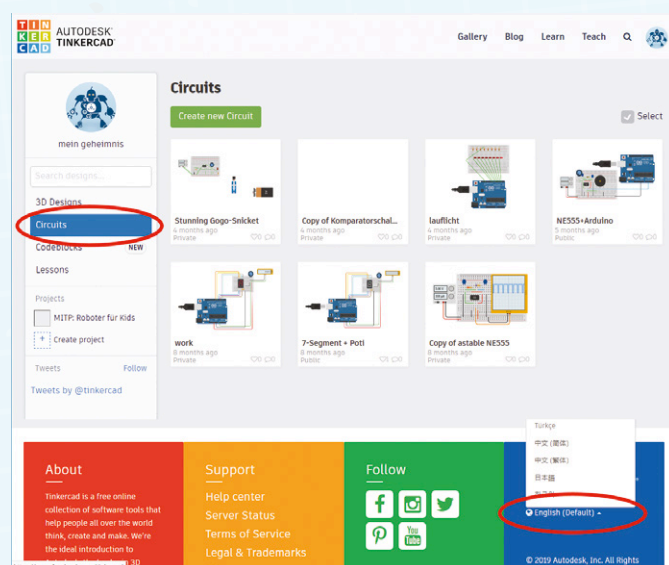 TIN
KER
CAD
AUTODESK®
TINKERCAD®
Gallery Blog Learn Teach
mein geheimnis
Search designs...
3D Designs
Circuits
Codeblocks NEW
Lessons
Projects
MITP: Roboter für Kids
+ Create project
Tweets Follow
Tweets by @tinkercad
Circuits
Create new Circuit
Select
Stunning Gogo-Snicket
4 months ago
Private
Copy of Komparatorschal...
4 months ago
Private
lauflicht
4 months ago
Private
NE555+Arduino
5 months ago
Public
work
8 months ago
Private
7-Segment + Poti
8 months ago
Public
Copy of astable NE555
8 months ago
Private
About
Tinkercad is a free online
collection of software tools that
help people all over the world
think, create and make. We're
the ideal introduction to
3D
Support
Help center
Server Status
Terms of Service
Legal & Trademarks
Follow
You
Tube
Türkçe
中文 (简体)
中文 (繁体)
日本語
English (Default)
© 2019 Autodesk, Inc. All Rights